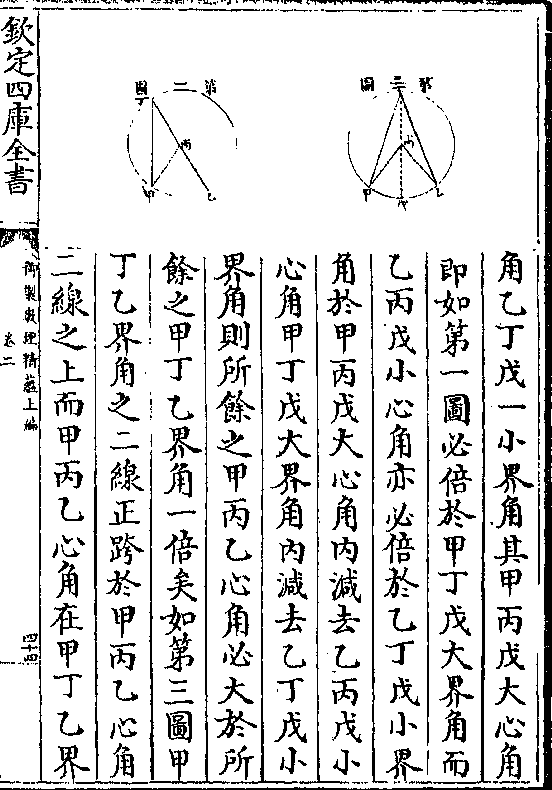 角乙丁戊一小界角其甲丙戊大心角
即如第一圖必倍於甲丁戊大界角而
乙丙戊小心角亦必倍於乙丁戊小界
角於甲丙戊大心角内減去乙丙戊小
心角甲丁戊大界角内減去乙丁戊小
界角則所餘之甲丙乙心角必大於所
餘之甲丁乙界角一倍矣如第三圖甲
丁乙界角之二線正跨於甲丙乙心角
二線之上而甲丙乙心角在甲丁乙界
第三圖
丙
甲
戊
乙
第二圖
丁
丙
甲
乙
欽定四庫全書
御製數理精蘊上編
卷二
四十四